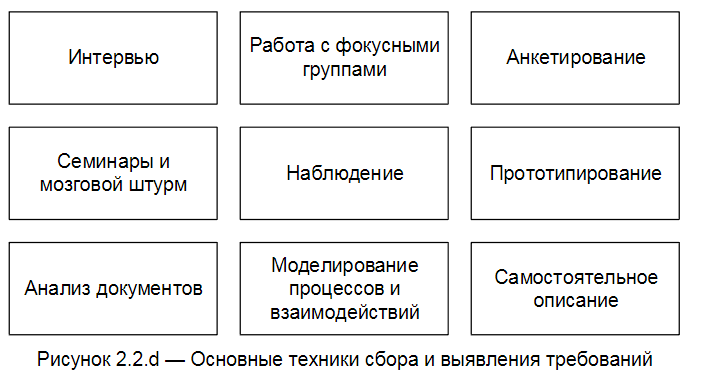 Интервью
Работа с фокусными
группами
Анкетирование
Семинары и
мозговой штурм
Наблюдение
Прототипирование
Анализ документов
Моделирование
процессов и
взаимодействий
Самостоятельное
описание
Рисунок 2.2.d — Основные техники сбора и выявления требований